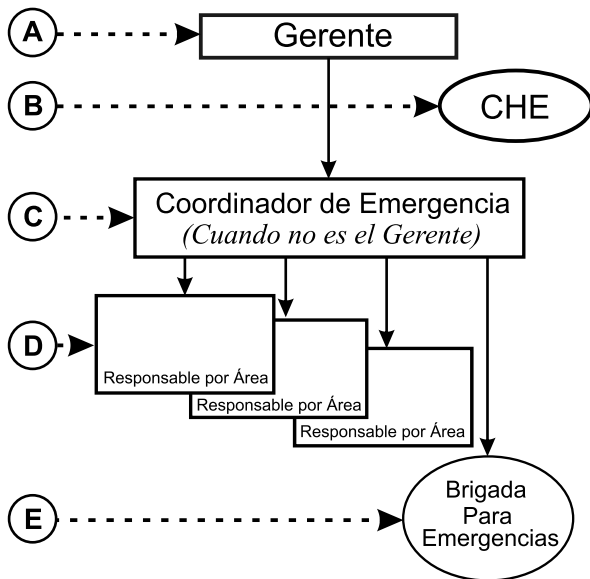 A
Gerente
B
CHE
C
Coordinador de Emergencia
(Cuando no es el Gerente)
D
Responsable por Área
Responsable por Área
Responsable por Área
E
Brigada
Para
Emergencias